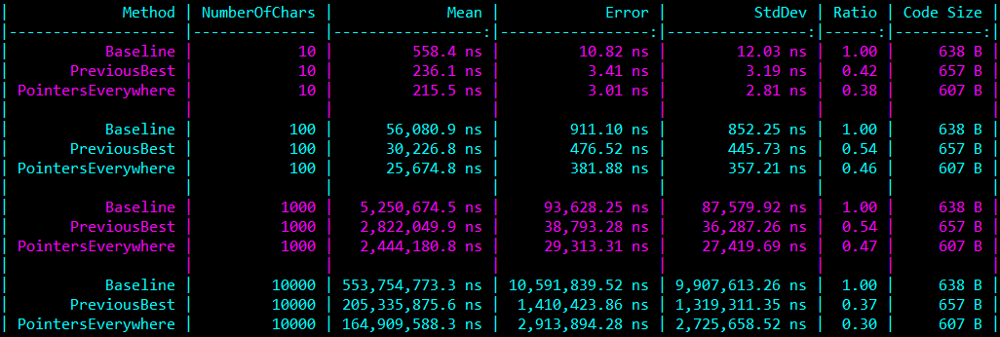 | Method | NumberOfChars | Mean | Error | StdDev | Ratio | Code Size |
|------------------ |-------------- |-----------------:|----------------:|---------------:|------:|----------:|
| Baseline | 10 | 558.4 ns | 10.82 ns | 12.03 ns | 1.00 | 638 B |
| PreviousBest | 10 | 236.1 ns | 3.41 ns | 3.19 ns | 0.42 | 657 B |
| PointersEverywhere | 10 | 215.5 ns | 3.01 ns | 2.81 ns | 0.38 | 607 B |
| | | | | | | |
| Baseline | 100 | 56,080.9 ns | 911.10 ns | 852.25 ns | 1.00 | 638 B |
| PreviousBest | 100 | 30,226.8 ns | 476.52 ns | 445.73 ns | 0.54 | 657 B |
| PointersEverywhere | 100 | 25,674.8 ns | 381.88 ns | 357.21 ns | 0.46 | 607 B |
| | | | | | | |
| Baseline | 1000 | 5,250,674.5 ns | 93,628.25 ns | 87,579.92 ns | 1.00 | 638 B |
| PreviousBest | 1000 | 2,822,049.9 ns | 38,793.28 ns | 36,287.26 ns | 0.54 | 657 B |
| PointersEverywhere | 1000 | 2,444,180.8 ns | 29,313.31 ns | 27,419.69 ns | 0.47 | 607 B |
| | | | | | | |
| Baseline | 10000 | 553,754,773.3 ns | 10,591,839.52 ns | 9,907,613.26 ns | 1.00 | 638 B |
| PreviousBest | 10000 | 205,335,875.6 ns | 1,410,423.86 ns | 1,319,311.35 ns | 0.37 | 657 B |
| PointersEverywhere | 10000 | 164,909,588.3 ns | 2,913,894.28 ns | 2,725,658.52 ns | 0.30 | 607 B |